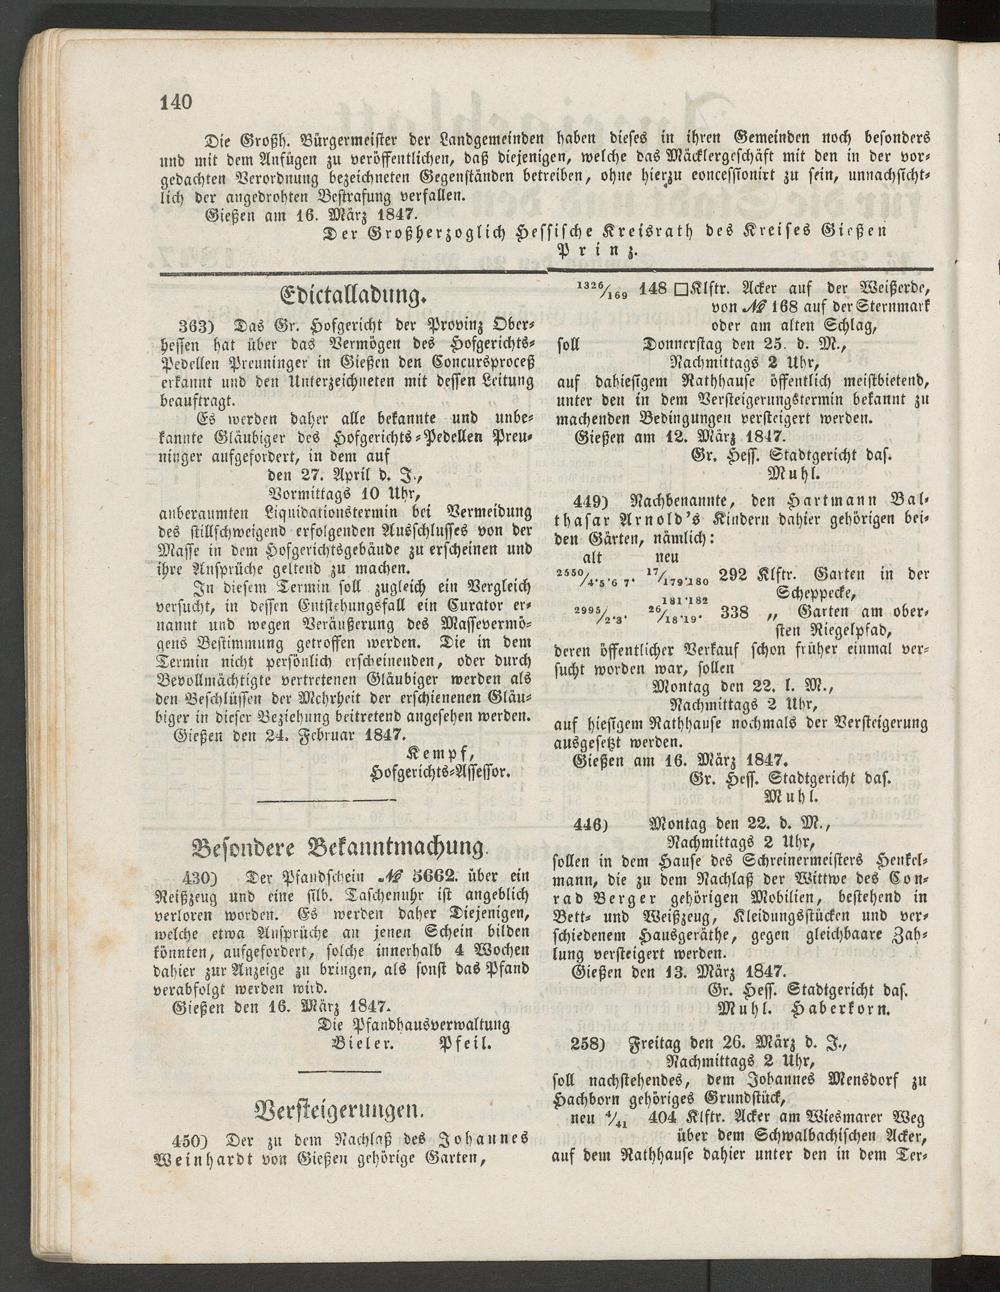 140
Die Großh. Bürgermeister der Landgemeinden haben dieses in ihren Gemeinden noch besonders
und mit dem Anfügen zu veröffentlichen, daß diejenigen, welche das Mäcklergeschäft mit den in der vor-
gedachten Verordnung bezeichneten Gegenständen betreiben, ohne hierzu concessionirt zu sein, unnachsicht-
lich der angedrohten Bestrafung verfallen.
Gießen am 16. März 1847.
Der Großherzoglich Hessische Kreisrath des Kreises Gießen
Prinz.
Edictalladung.
363) Das Gr. Hofgericht der Provinz Ober-
hessen hat über das Vermögen des Hofgerichts-
Pedellen Preuninger in Gießen den Concursproceß
erkannt und den Unterzeichneten mit dessen Leitung
beauftragt.
Es werden daher alle bekannte und unbe-
kannte Gläubiger des Hofgerichts-Pedellen Preu-
ninger aufgefordert, in dem auf
den 27. April d. J.,
Vormittags 10 Uhr,
anberaumten Liquidationstermin bei Vermeidung
des stillschweigend erfolgenden Ausschlusses von der
Masse in dem Hofgerichtsgebäude zu erscheinen und
ihre Ansprüche geltend zu machen.
In diesem Termin soll zugleich ein Vergleich
versucht, in dessen Entstehungsfall ein Curator er-
nannt und wegen Veräußerung des Massevermö-
gens Bestimmung getroffen werden. Die in dem
Termin nicht persönlich erscheinenden, oder durch
Bevollmächtigte vertretenen Gläubiger werden als
den Beschlüssen der Mehrheit der erschienenen Gläu-
biger in dieser Beziehung beitretend angesehen werden.
Gießen den 24. Februar 1847.
Kempf,
Hofgerichts-Assessor.
Besondere Bekanntmachung.
430) Der Pfandschein № 5662. über ein
Reißzeug und eine silb. Taschenuhr ist angeblich
verloren worden. Es werden daher Diejenigen,
welche etwa Ansprüche an jenen Schein bilden
könnten, aufgefordert, solche innerhalb 4 Wochen
dahier zur Anzeige zu bringen, als sonst das Pfand
verabfolgt werden wird.
Gießen den 16. März 1847.
Die Pfandhausverwaltung
Bieler. Pfeil.
Versteigerungen.
450) Der zu dem Nachlaß des Johannes
Weinhardt von Gießen gehörige Garten,
1326/169 148 □Klftr. Acker auf der Weißerde,
von № 168 auf der Sternmark
oder am alten Schlag,
soll Donnerstag den 25. d. M.,
Nachmittags 2 Uhr,
auf dahiesigem Rathhause öffentlich meistbietend,
unter den in dem Versteigerungstermin bekannt zu
machenden Bedingungen versteigert werden.
Gießen am 12. März 1847.
Gr. Hess. Stadtgericht das.
Muhl.
449) Nachbenannte, den Hartmann Bal-
thasar Arnold's Kindern dahier gehörigen bei-
den Gärten, nämlich:
alt neu
2550/4.5.6 7. 17/179.180 292 Klftr. Garten in der
181.182 Scheppecke,
2995/2.3. 26/18.19. 338 „ Garten am ober-
sten Riegelpfad,
deren öffentlicher Verkauf schon früher einmal ver-
sucht worden war, sollen
Montag den 22. l. M.,
Nachmittags 2 Uhr,
auf hiesigem Rathhause nochmals der Versteigerung
ausgesetzt werden.
Gießen am 16. März 1847.
Gr. Hess. Stadtgericht das.
Muhl.
446) Montag den 22. d. M.,
Nachmittags 2 Uhr,
sollen in dem Hause des Schreinermeisters Henkel-
mann, die zu dem Nachlaß der Wittwe des Con-
rad Berger gehörigen Mobilien, bestehend in
Bett- und Weißzeug, Kleidungsstücken und ver-
schiedenem Hausgeräthe, gegen gleichbaare Zah-
lung versteigert werden.
Gießen den 13. März 1847.
Gr. Hess. Stadtgericht das.
Muhl. Haberkorn.
258) Freitag den 26. März d. J.,
Nachmittags 2 Uhr,
soll nachstehendes, dem Johannes Mensdorf zu
Hachborn gehöriges Grundstück,
neu 4/41 404 Klftr. Acker am Wiesmarer Weg
über dem Schwalbachischen Acker,
auf dem Rathhause dahier unter den in dem Ter-